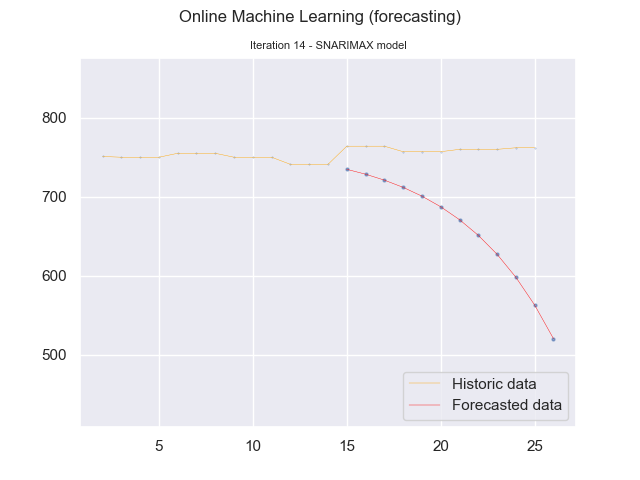 Online Machine Learning (forecasting)
Iteration 14 - SNARIMAX model
800
700
600
500
5
10
15
20
25
Historic data
Forecasted data